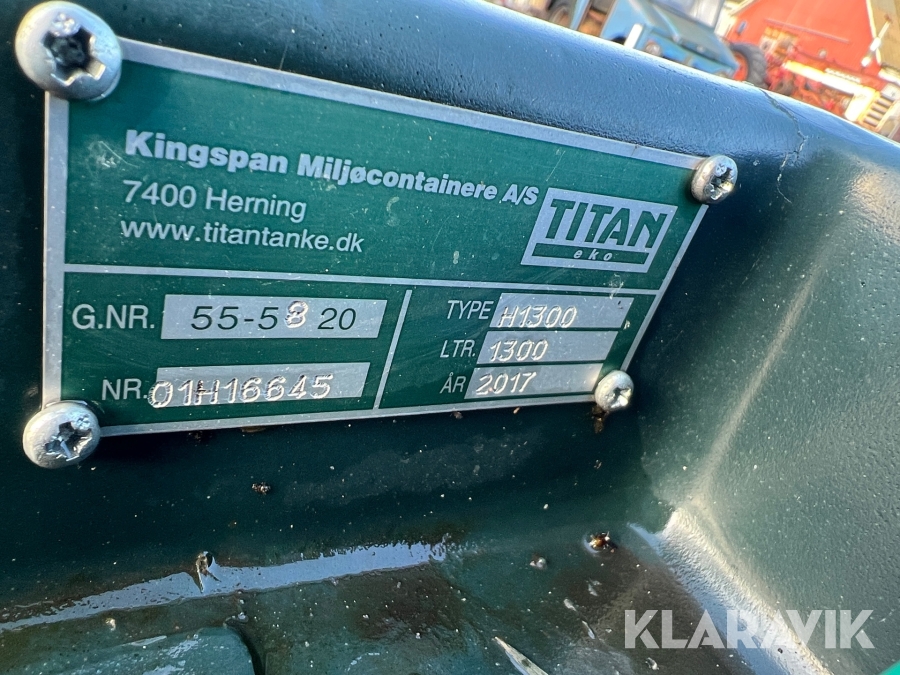 Kingspan Miljøcontainere A/S
7400 Herning
www.titantanke.dk
TITAN
eko
G.NR. 55-58 20
NR. 01H16645
TYPE H1300
LTR. 1300
ÅR 2017
KLARAVIK